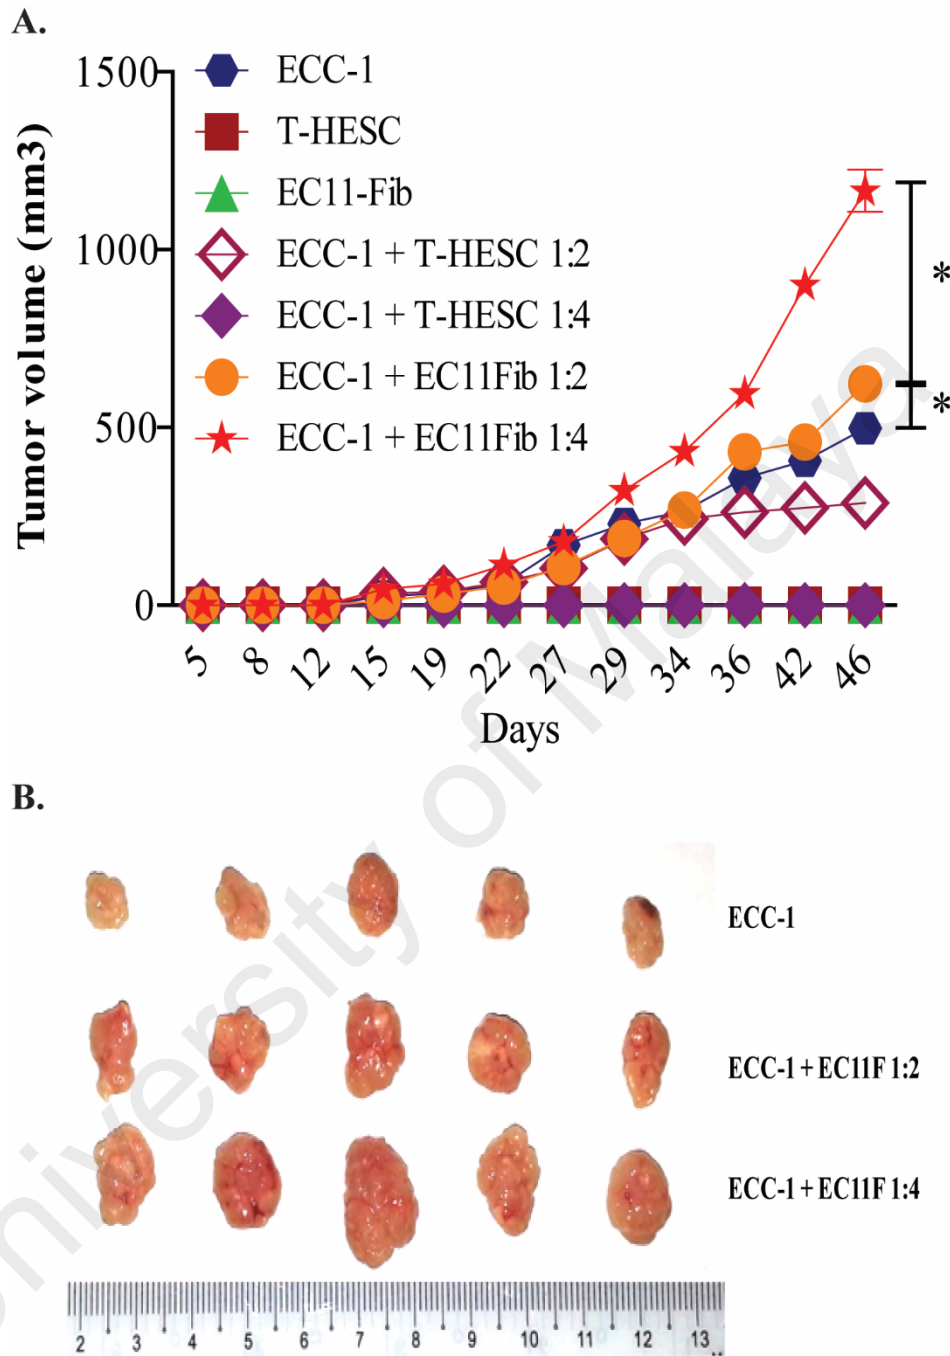 A.
Tumor volume (mm3)
1500
1000
500
0
ECC-1
T-HESC
EC11-Fib
ECC-1 + T-HESC 1:2
ECC-1 + T-HESC 1:4
ECC-1 + EC11Fib 1:2
ECC-1 + EC11Fib 1:4
*
*
5 8 12 15 19 22 27 29 34 36 42 46
Days
B.
ECC-1
ECC-1 + EC11F 1:2
ECC-1 + EC11F 1:4
2 3 4 5 6 7 8 9 10 11 12 13
University of Malaya